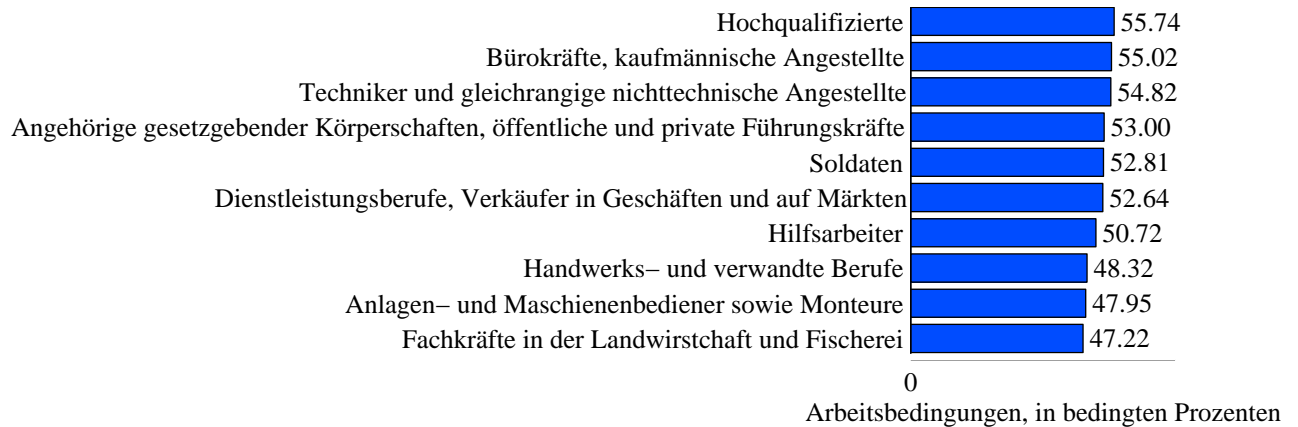 Hochqualifizierte 55.74
Bürokräfte, kaufmännische Angestellte 55.02
Techniker und gleichrangige nichttechnische Angestellte 54.82
Angehörige gesetzgebender Körperschaften, öffentliche und private Führungskräfte 53.00
Soldaten 52.81
Dienstleistungsberufe, Verkäufer in Geschäften und auf Märkten 52.64
Hilfsarbeiter 50.72
Handwerks− und verwandte Berufe 48.32
Anlagen− und Maschienenbediener sowie Monteure 47.95
Fachkräfte in der Landwirstchaft und Fischerei 47.22
0
Arbeitsbedingungen, in bedingten Prozenten